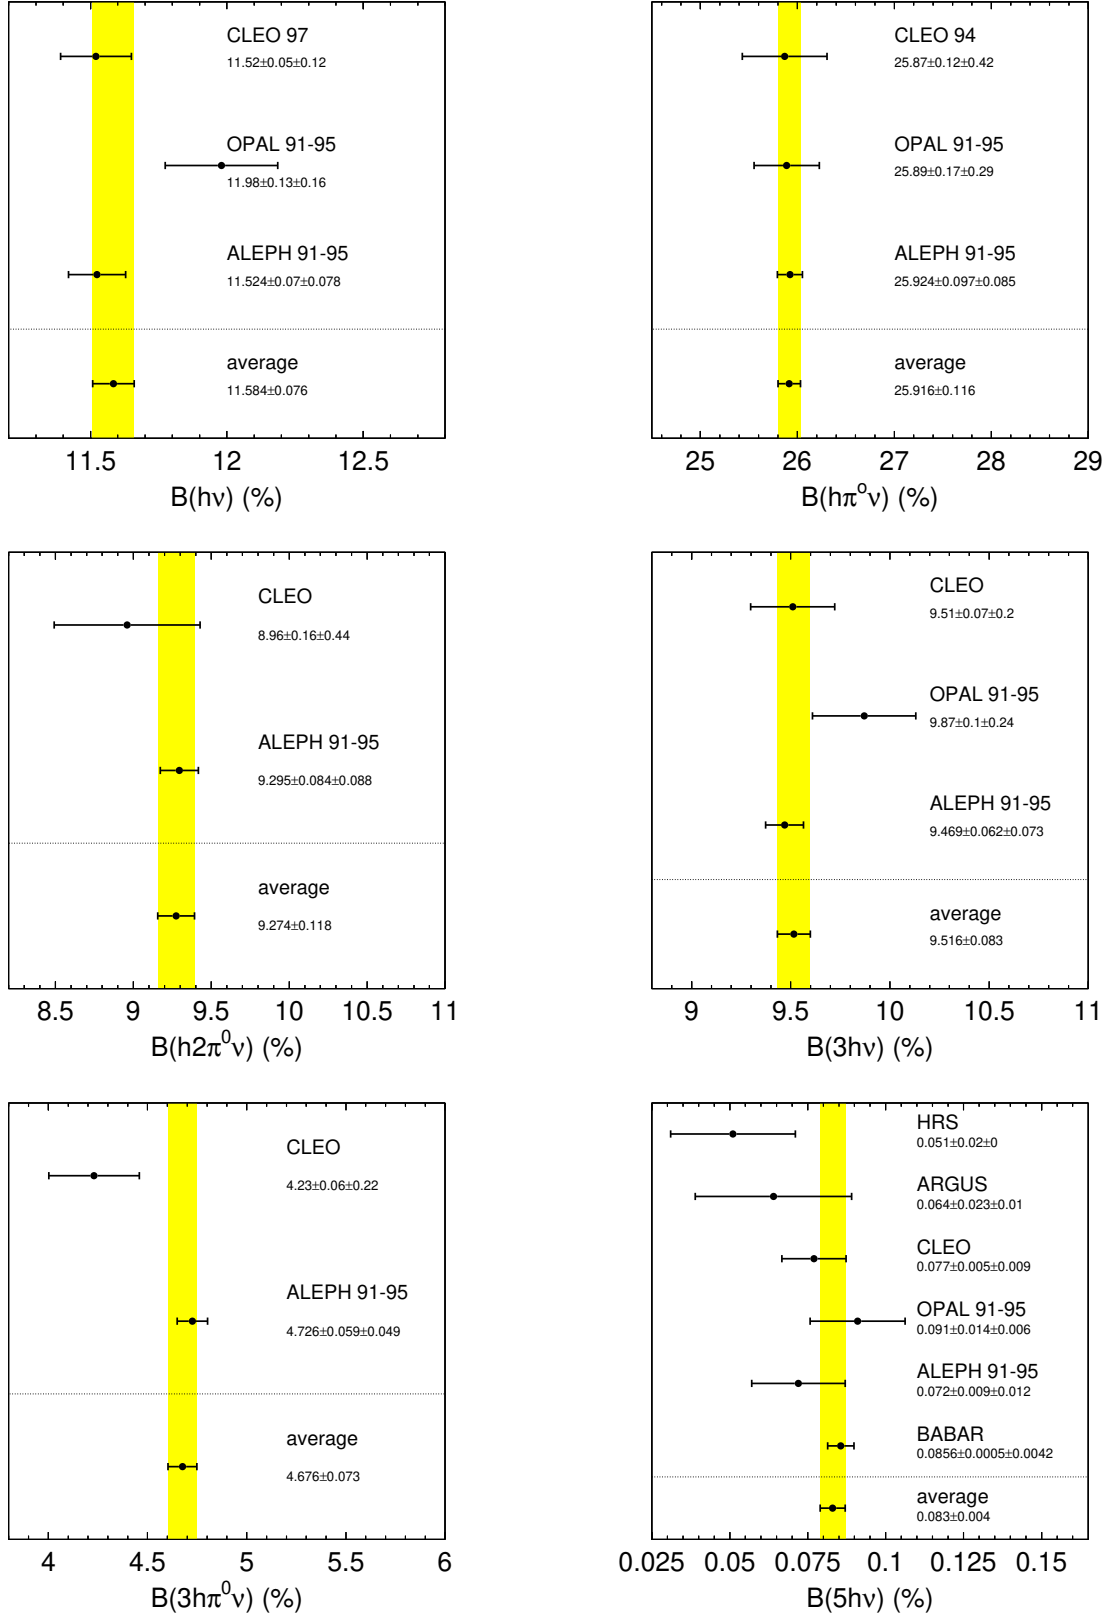 CLEO 97
11.52±0.05±0.12
OPAL 91-95
11.98±0.13±0.16
ALEPH 91-95
11.524±0.07±0.078
average
11.584±0.076
11.5 12 12.5
B(hν) (%)
CLEO 94
25.87±0.12±0.42
OPAL 91-95
25.89±0.17±0.29
ALEPH 91-95
25.924±0.097±0.085
average
25.916±0.116
25 26 27 28 29
B(hπ⁰ν) (%)
CLEO
8.96±0.16±0.44
ALEPH 91-95
9.295±0.084±0.088
average
9.274±0.118
8.5 9 9.5 10 10.5 11
B(h2π⁰ν) (%)
CLEO
9.51±0.07±0.2
OPAL 91-95
9.87±0.1±0.24
ALEPH 91-95
9.469±0.062±0.073
average
9.516±0.083
9 9.5 10 10.5 11
B(3hν) (%)
CLEO
4.23±0.06±0.22
ALEPH 91-95
4.726±0.059±0.049
average
4.676±0.073
4 4.5 5 5.5 6
B(3hπ⁰ν) (%)
HRS
0.051±0.02±0
ARGUS
0.064±0.023±0.01
CLEO
0.077±0.005±0.009
OPAL 91-95
0.091±0.014±0.006
ALEPH 91-95
0.072±0.009±0.012
BABAR
0.0856±0.0005±0.0042
average
0.083±0.004
0.025 0.05 0.075 0.1 0.125 0.15
B(5hν) (%)